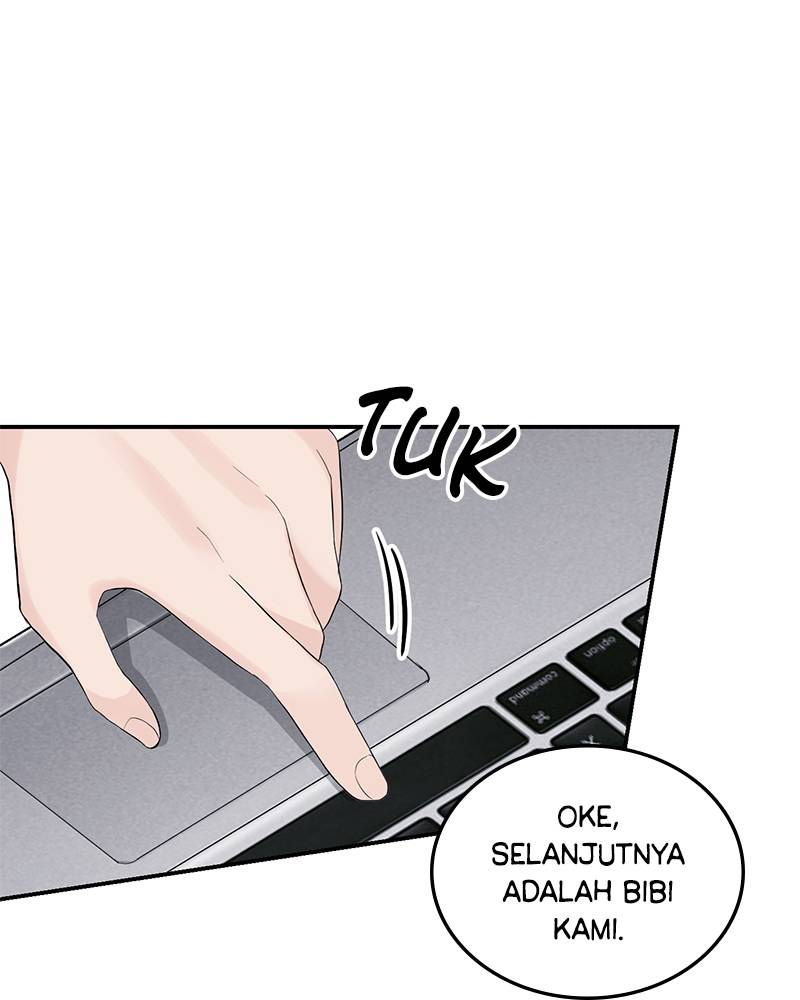 TUK
option
command
OKE,
SELANJUTNYA
ADALAH BIBI
KAMI.